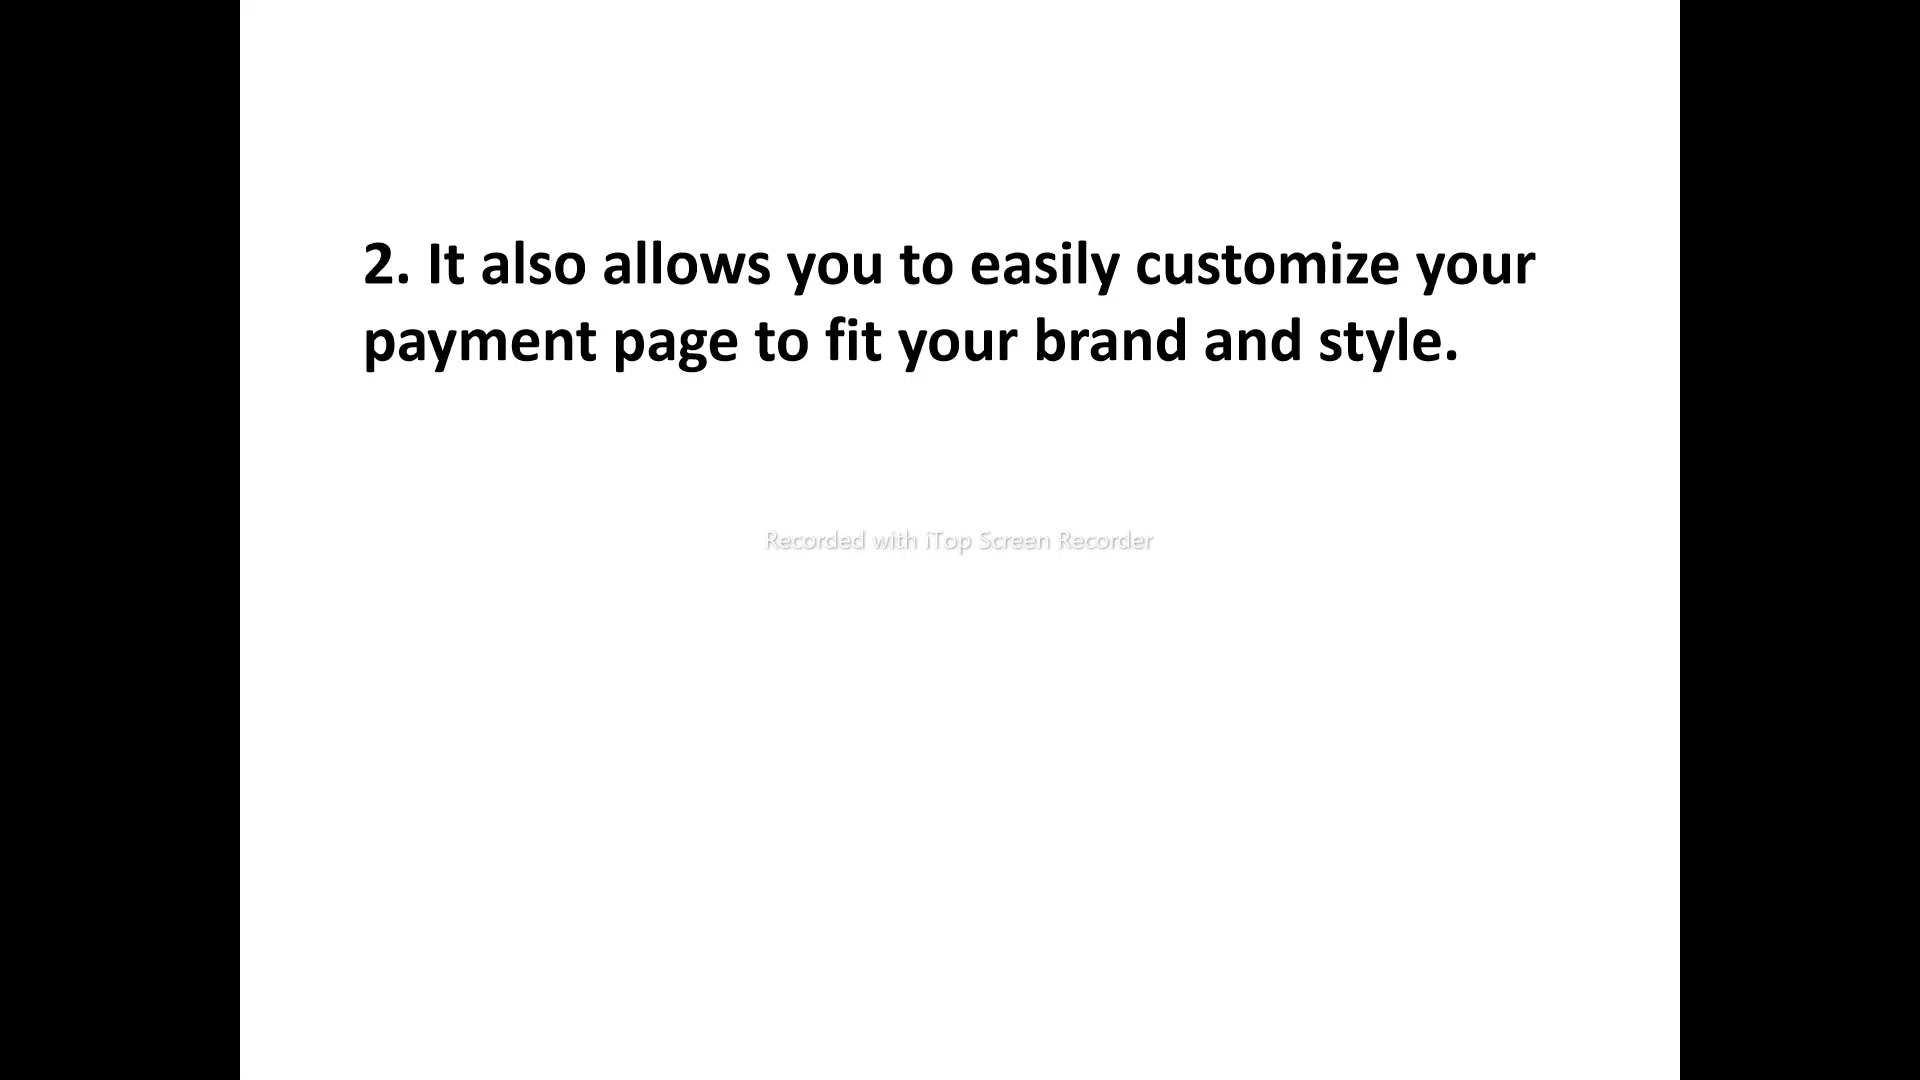 2. It also allows you to easily customize your
payment page to fit your brand and style.
Recorded with iTop Screen Recorder